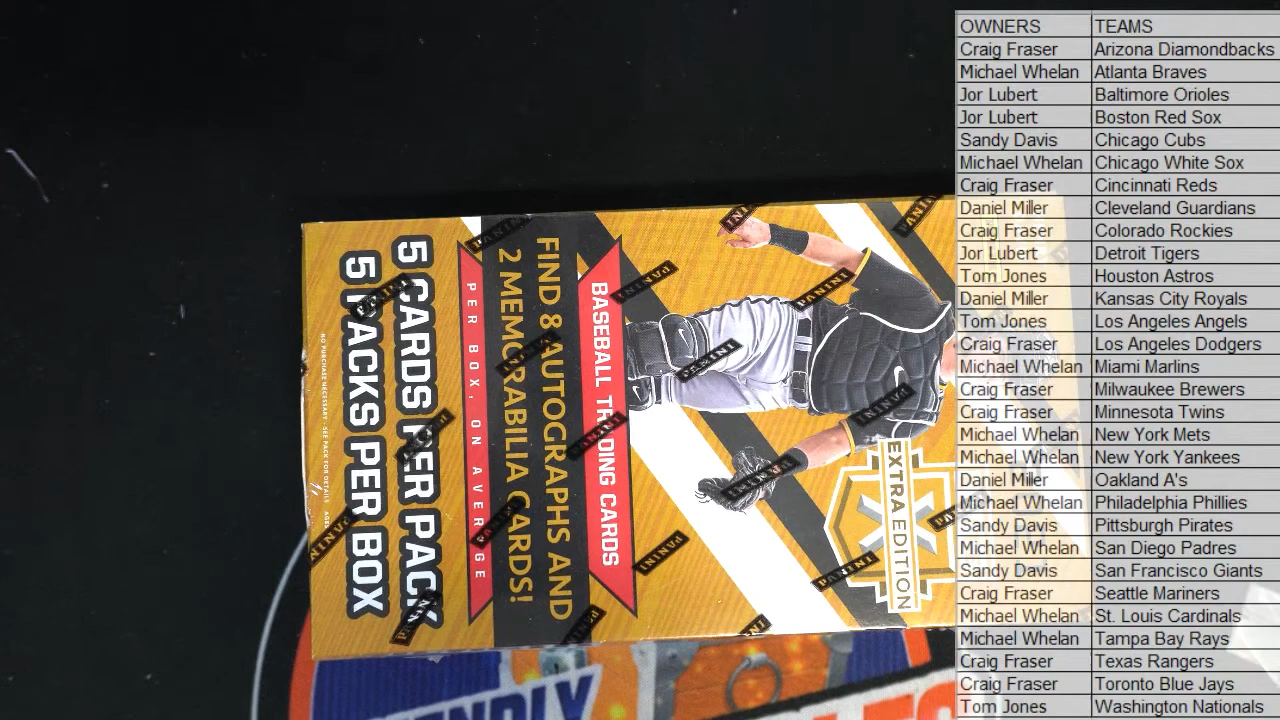 OWNERS TEAMS
Craig Fraser Arizona Diamondbacks
Michael Whelan Atlanta Braves
Jor Lubert Baltimore Orioles
Jor Lubert Boston Red Sox
Sandy Davis Chicago Cubs
Michael Whelan Chicago White Sox
Craig Fraser Cincinnati Reds
Daniel Miller Cleveland Guardians
Craig Fraser Colorado Rockies
Jor Lubert Detroit Tigers
Tom Jones Houston Astros
Daniel Miller Kansas City Royals
Tom Jones Los Angeles Angels
Craig Fraser Los Angeles Dodgers
Michael Whelan Miami Marlins
Craig Fraser Milwaukee Brewers
Craig Fraser Minnesota Twins
Michael Whelan New York Mets
Michael Whelan New York Yankees
Daniel Miller Oakland A's
Michael Whelan Philadelphia Phillies
Sandy Davis Pittsburgh Pirates
Michael Whelan San Diego Padres
Sandy Davis San Francisco Giants
Craig Fraser Seattle Mariners
Michael Whelan St. Louis Cardinals
Michael Whelan Tampa Bay Rays
Craig Fraser Texas Rangers
Craig Fraser Toronto Blue Jays
Tom Jones Washington Nationals
EXTRA EDITION
BASEBALL TRADING CARDS
FIND 8 AUTOGRAPHS AND
2 MEMORABILIA CARDS!
PER BOX, ON AVERAGE
5 CARDS PER PACK
5 PACKS PER BOX
NO PURCHASE NECESSARY - SEE PACK FOR DETAILS
PANINI